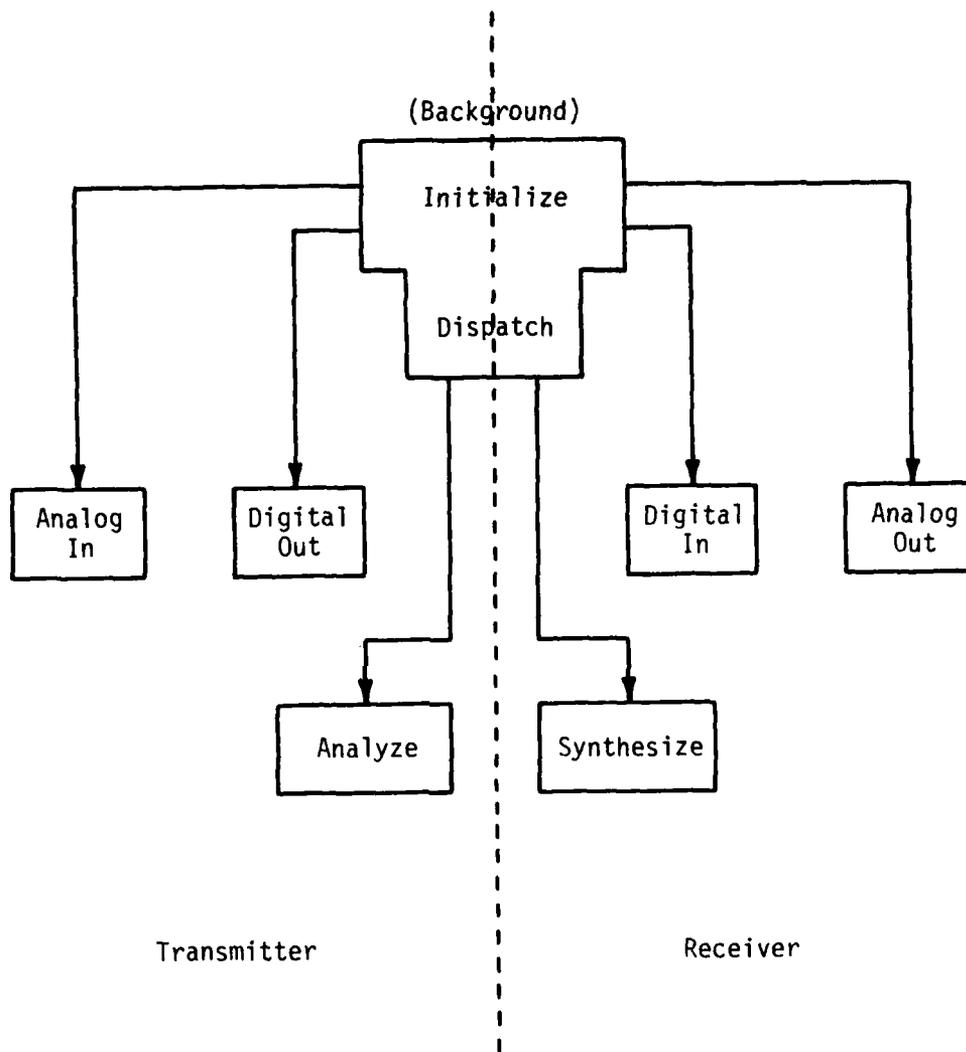 (Background)
Initialize
Dispatch
Analog
In
Digital
Out
Digital
In
Analog
Out
Analyze
Synthesize
Transmitter
Receiver